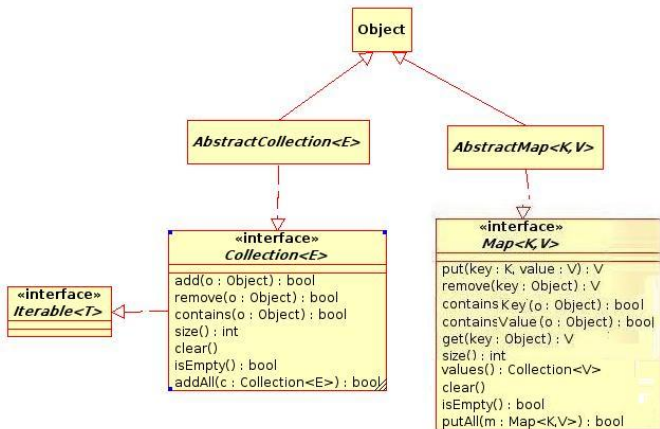 Object
AbstractCollection<E>
AbstractMap<K,V>
«interface»
Collection<E>
add(o : Object) : bool
remove(o : Object) : bool
contains(o : Object) : bool
size() : int
clear()
isEmpty() : bool
addAll(c : Collection<E>) : bool
«interface»
Iterable<T>
«interface»
Map<K,V>
put(key : K, value : V) : V
remove(key : Object) : V
containsKey(o : Object) : bool
containsValue(o : Object) : bool
get(key : Object) : V
size() : int
values() : Collection<V>
clear()
isEmpty() : bool
putAll(m : Map<K,V>) : bool